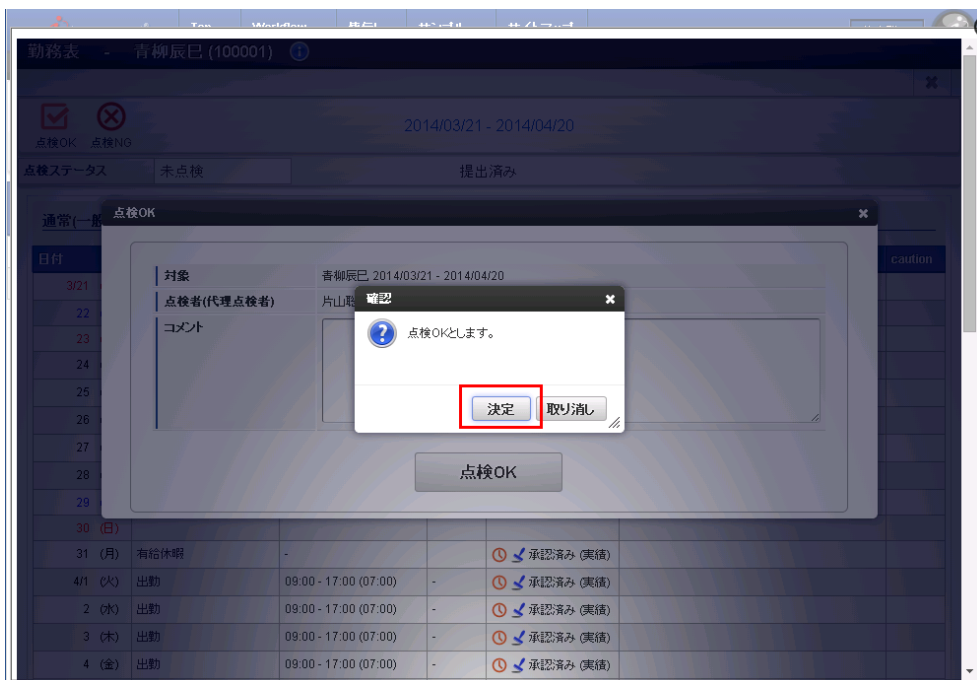 Top Workflow
勤務表 - 青柳辰巳 (100001)
点検OK 点検NG
2014/03/21 - 2014/04/20
点検ステータス 未点検 提出済み
点検OK
日付 caution
対象 青柳辰巳 2014/03/21 - 2014/04/20
3/21
点検者(代理点検者) 片山聡
確認
22
コメント
点検OKとします。
23
24
25
決定 取り消し
26
27
点検OK
28
29
30 (日)
31 (月) 有給休暇 - 承認済み (実績)
4/1 (火) 出勤 09:00 - 17:00 (07:00) - 承認済み (実績)
2 (水) 出勤 09:00 - 17:00 (07:00) - 承認済み (実績)
3 (木) 出勤 09:00 - 17:00 (07:00) - 承認済み (実績)
4 (金) 出勤 09:00 - 17:00 (07:00) - 承認済み (実績)